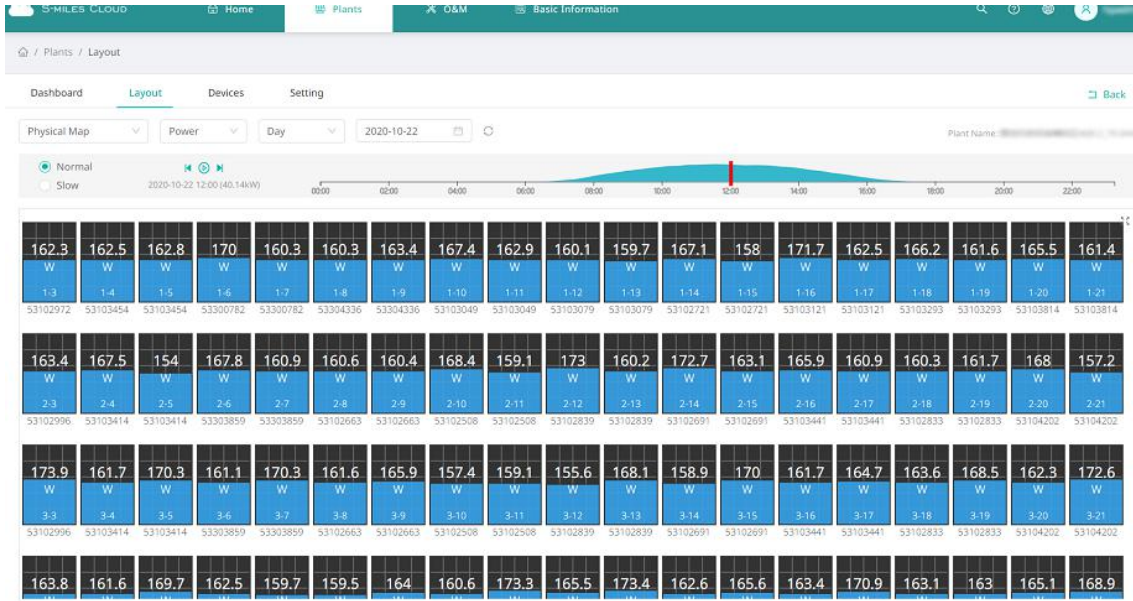 S-MILES CLOUD Home Plants O&M Basic Information
/ Plants / Layout
Dashboard Layout Devices Setting Back
Physical Map Power Day 2020-10-22 Plant Name:
Normal
Slow 2020-10-22 12:00 (40.14kW)
00:00 02:00 04:00 06:00 08:00 10:00 12:00 14:00 16:00 18:00 20:00 22:00
162.3 162.5 162.8 170 160.3 160.3 163.4 167.4 162.9 160.1 159.7 167.1 158 171.7 162.5 166.2 161.6 165.5 161.4
W W W W W W W W W W W W W W W W W W W
1-3 1-4 1-5 1-6 1-7 1-8 1-9 1-10 1-11 1-12 1-13 1-14 1-15 1-16 1-17 1-18 1-19 1-20 1-21
53102972 53103454 53103454 53300782 53300782 53304336 53304336 53103049 53103049 53103079 53103079 53102721 53102721 53103121 53103121 53103293 53103293 53103814 53103814
163.4 167.5 154 167.8 160.9 160.6 160.4 168.4 159.1 173 160.2 172.7 163.1 165.9 160.9 160.3 161.7 168 157.2
W W W W W W W W W W W W W W W W W W W
2-3 2-4 2-5 2-6 2-7 2-8 2-9 2-10 2-11 2-12 2-13 2-14 2-15 2-16 2-17 2-18 2-19 2-20 2-21
53102996 53103414 53103414 53303859 53303859 53102663 53102663 53102508 53102508 53102839 53102839 53102691 53102691 53103441 53103441 53102833 53102833 53104202 53104202
173.9 161.7 170.3 161.1 170.3 161.6 165.9 157.4 159.1 155.6 168.1 158.9 170 161.7 164.7 163.6 168.5 162.3 172.6
W W W W W W W W W W W W W W W W W W W
3-3 3-4 3-5 3-6 3-7 3-8 3-9 3-10 3-11 3-12 3-13 3-14 3-15 3-16 3-17 3-18 3-19 3-20 3-21
53102996 53103414 53103414 53303859 53303859 53102663 53102663 53102508 53102508 53102839 53102839 53102691 53102691 53103441 53103441 53102833 53102833 53104202 53104202
163.8 161.6 169.7 162.5 159.7 159.5 164 160.6 173.3 165.5 173.4 162.6 165.6 163.4 170.9 163.1 163 165.1 168.9